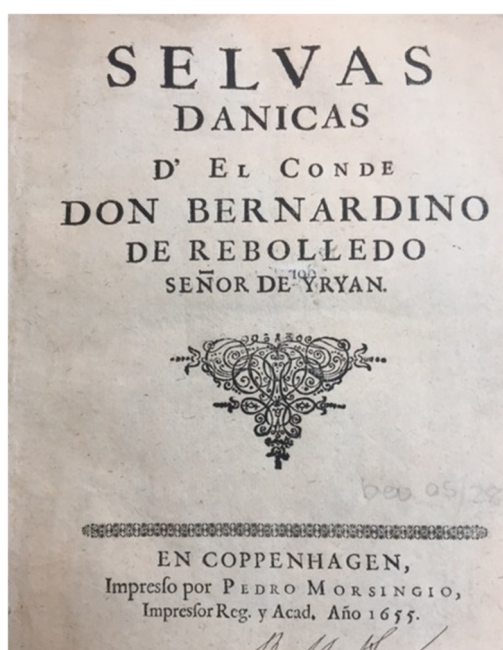 SELVAS
DANICAS
D' EL CONDE
DON BERNARDINO
DE REBOLLEDO
SEÑOR DE YRYAN.
EN COPPENHAGEN,
Impreſſo por PEDRO MORSINGIO,
Impreſſor Reg. y Acad. Año 1655.